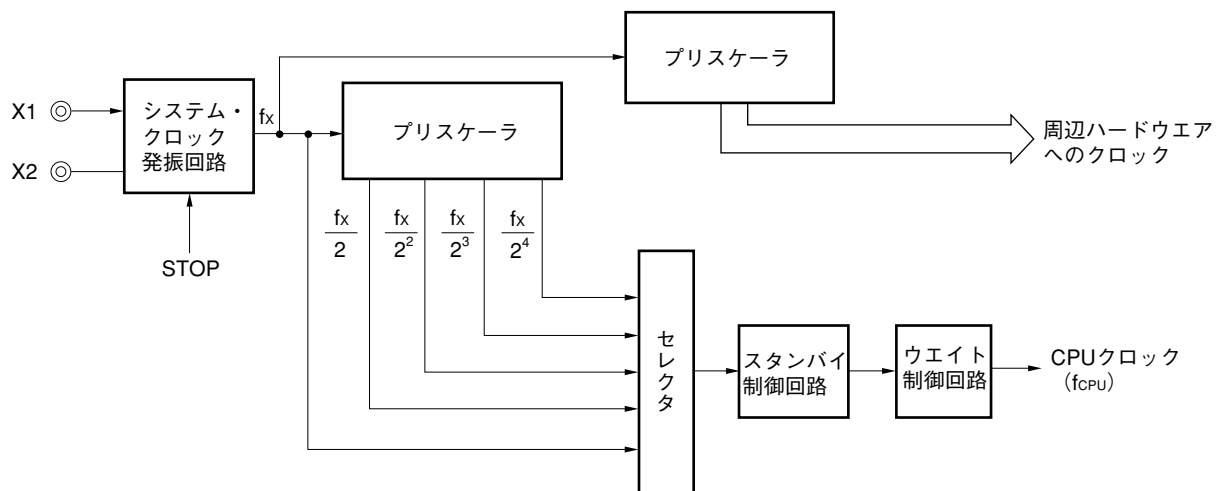 プリスケーラ
X1
X2
システム・
クロック
発振回路
fX
プリスケーラ
周辺ハードウエア
へのクロック
STOP
fX
2
fX
2²
fX
2³
fX
2⁴
セレクタ
スタンバイ
制御回路
ウエイト
制御回路
CPUクロック
（fCPU）